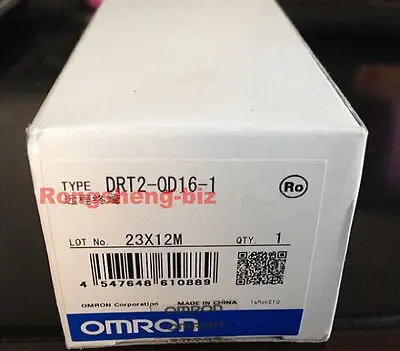 Rongsheng-biz
TYPE DRT2-OD16-1
Ro
LOT No. 23X12M QTY. 1
4 547648 610889
OMRON Corporation MADE IN CHINA
OMRON
OMRON